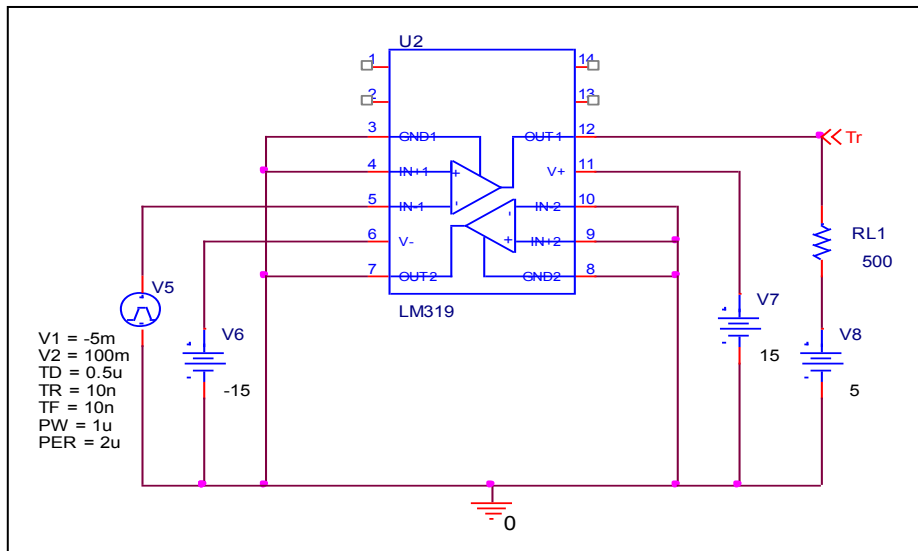 U2
1
14
2
13
3
GND1
OUT1
12
Tr
4
IN+1
V+
11
5
IN-1
IN-2
10
6
V-
IN+2
9
7
OUT2
GND2
8
LM319
RL1
500
V5
V1 = -5m
V2 = 100m
TD = 0.5u
TR = 10n
TF = 10n
PW = 1u
PER = 2u
V6
-15
V7
15
V8
5
0
+
-
-
+